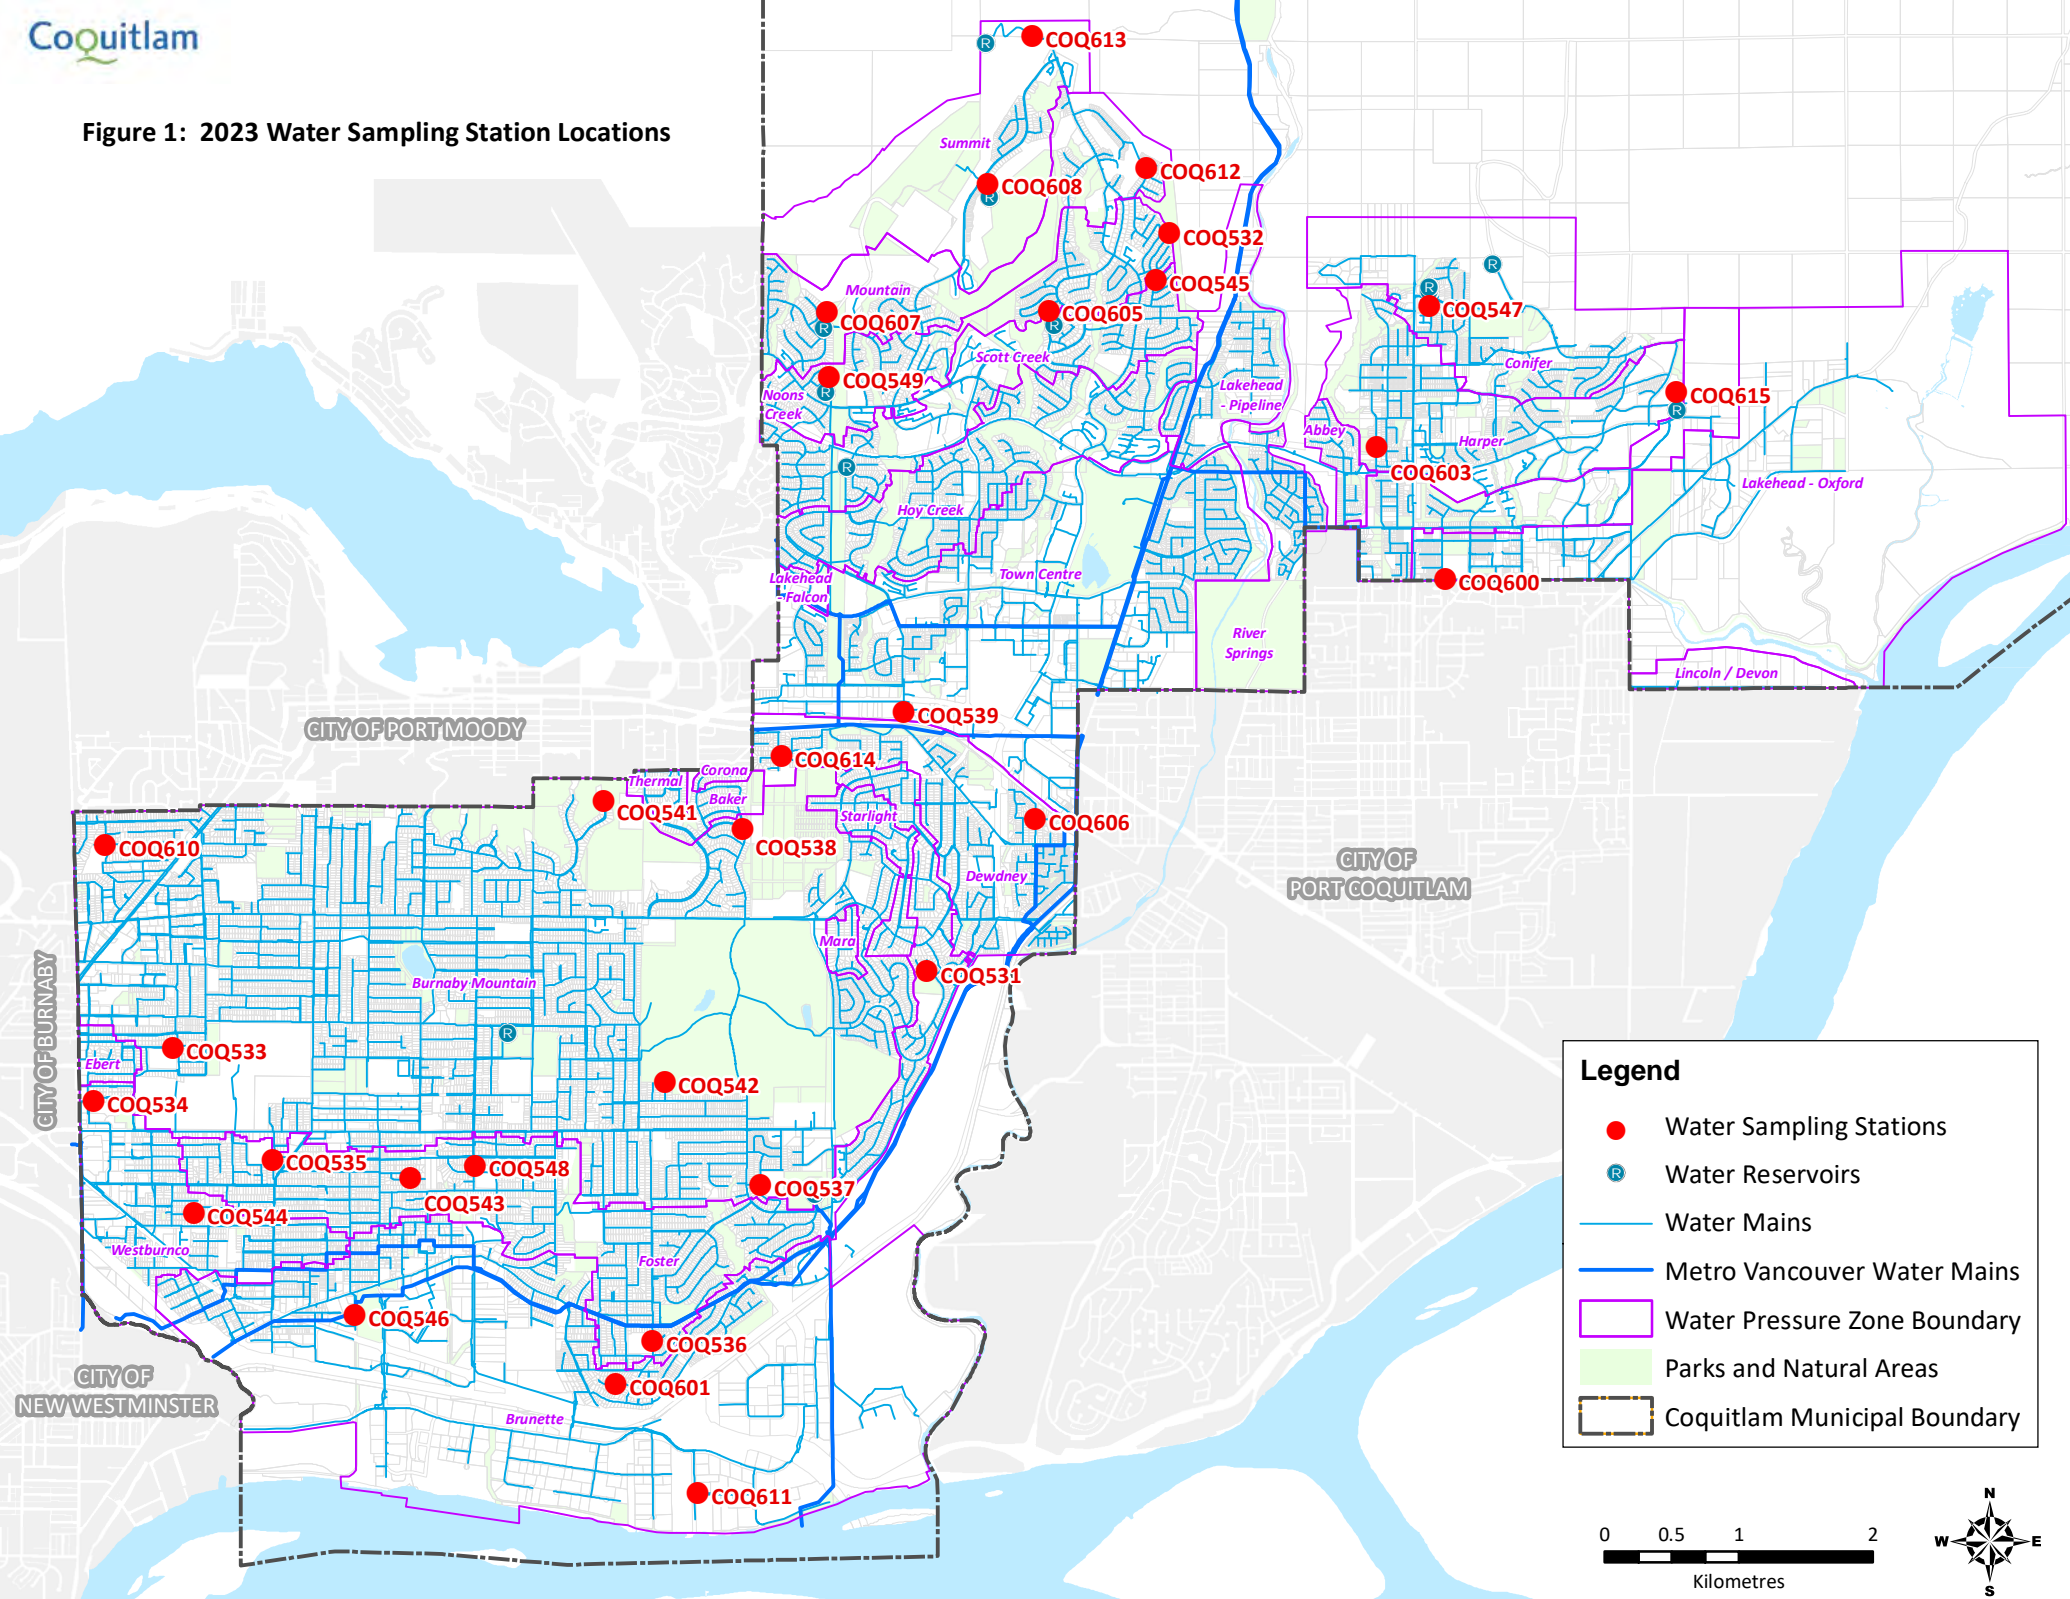 Coquitlam
Figure 1:  2023 Water Sampling Station Locations
COQ613
R
Summit
COQ612
COQ608
R
COQ532
COQ545
R
R
Mountain
COQ607
R
COQ605
R
COQ547
Scott Creek
Conifer
COQ549
R
Noons
Creek
Lakehead
- Pipeline
COQ615
R
Abbey
Harper
R
COQ603
Lakehead - Oxford
Hoy Creek
Town Centre
Lakehead
- Falcon
COQ600
River
Springs
Lincoln / Devon
CITY OF PORT MOODY
COQ539
COQ614
Corona
Thermal
Baker
COQ541
Starlight
COQ606
COQ610
COQ538
CITY OF
PORT COQUITLAM
Dewdney
Mara
COQ531
Burnaby Mountain
CITY OF BURNABY
R
COQ533
Ebert
COQ542
COQ534
COQ535
COQ548
COQ543
COQ537
COQ544
Westburnco
Foster
COQ546
COQ536
CITY OF
NEW WESTMINSTER
COQ601
Brunette
COQ611
Legend
Water Sampling Stations
R
Water Reservoirs
Water Mains
Metro Vancouver Water Mains
Water Pressure Zone Boundary
Parks and Natural Areas
Coquitlam Municipal Boundary
0 0.5 1 2
Kilometres
N
W E
S